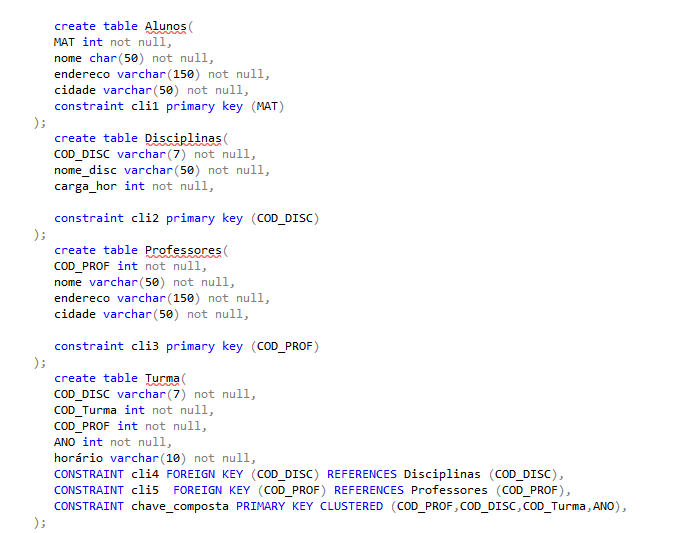 create table Alunos(
MAT int not null,
nome char(50) not null,
endereco varchar(150) not null,
cidade varchar(50) not null,
constraint cli1 primary key (MAT)
);
create table Disciplinas(
COD_DISC varchar(7) not null,
nome_disc varchar(50) not null,
carga_hor int not null,
constraint cli2 primary key (COD_DISC)
);
create table Professores(
COD_PROF int not null,
nome varchar(50) not null,
endereco varchar(150) not null,
cidade varchar(50) not null,
constraint cli3 primary key (COD_PROF)
);
create table Turma(
COD_DISC varchar(7) not null,
COD_Turma int not null,
COD_PROF int not null,
ANO int not null,
horário varchar(10) not null,
CONSTRAINT cli4 FOREIGN KEY (COD_DISC) REFERENCES Disciplinas (COD_DISC),
CONSTRAINT cli5  FOREIGN KEY (COD_PROF) REFERENCES Professores (COD_PROF),
CONSTRAINT chave_composta PRIMARY KEY CLUSTERED (COD_PROF,COD_DISC,COD_Turma,ANO),
);